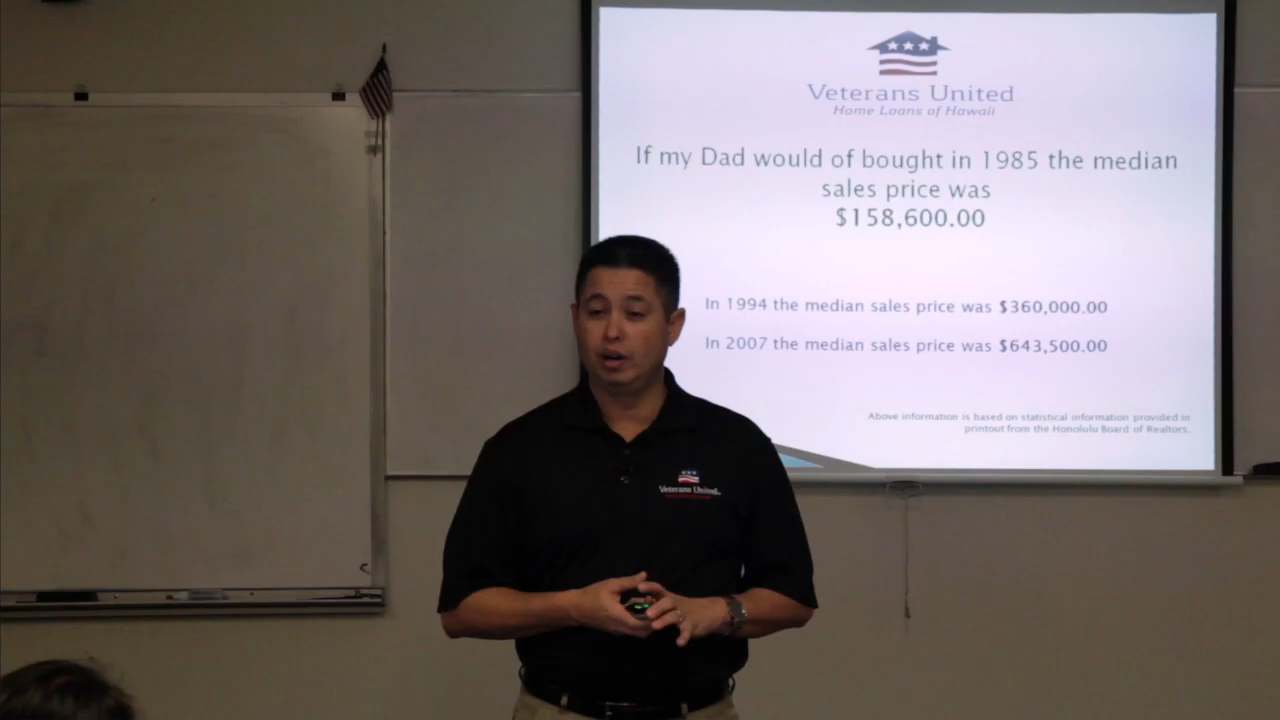 Veterans United
Home Loans of Hawaii
If my Dad would of bought in 1985 the median
sales price was
$158,600.00
In 1994 the median sales price was $360,000.00
In 2007 the median sales price was $643,500.00
Above information is based on statistical information provided in
printout from the Honolulu Board of Realtors.
Veterans United